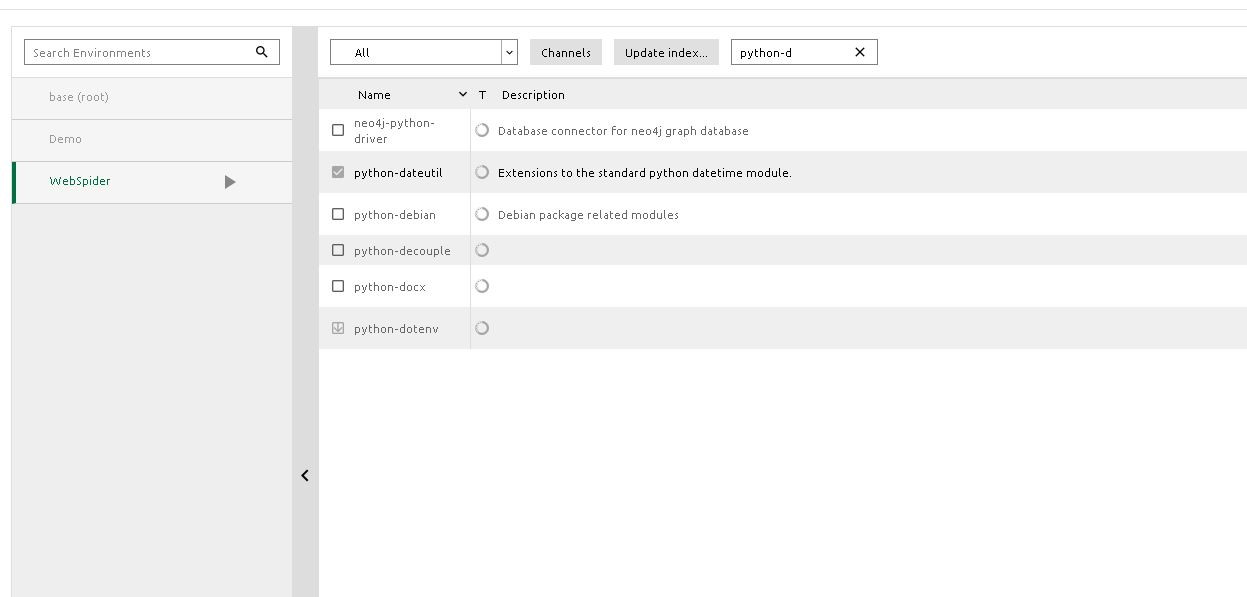 Search Environments
base (root)
Demo
WebSpider
All
Channels
Update index...
python-d
Name
T
Description
neo4j-python-
driver
Database connector for neo4j graph database
python-dateutil
Extensions to the standard python datetime module.
python-debian
Debian package related modules
python-decouple
python-docx
python-dotenv